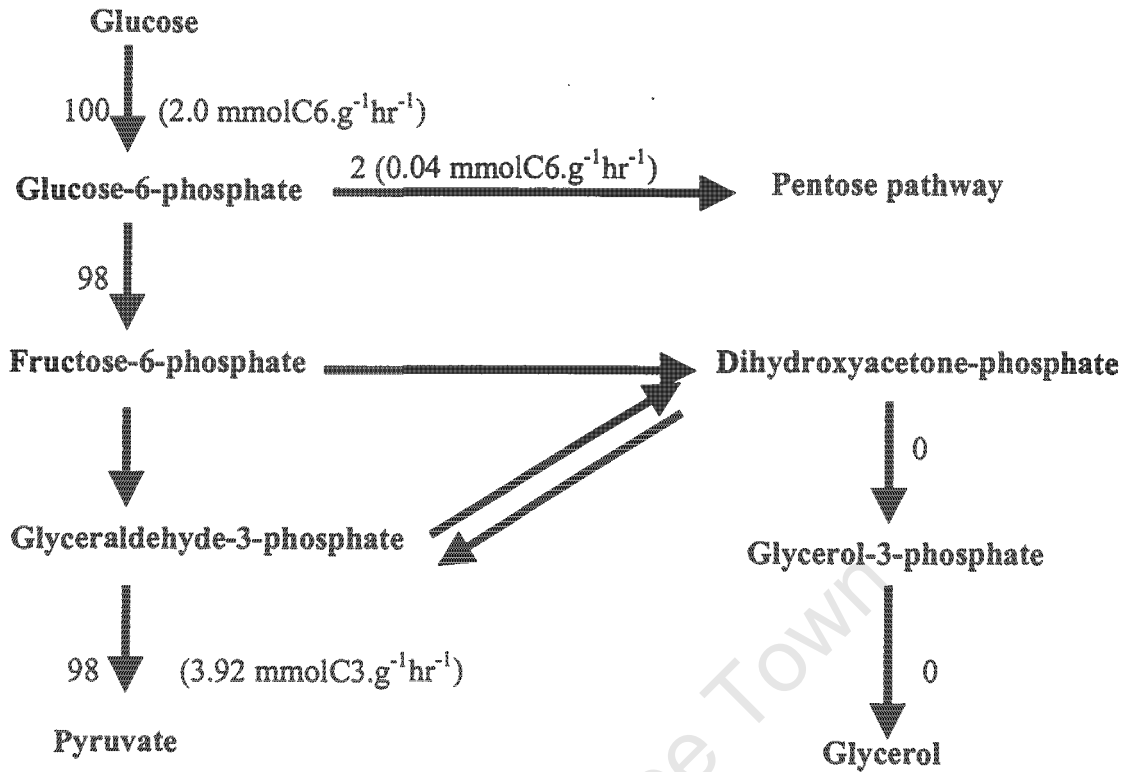 Glucose
100 (2.0 mmolC6.g⁻¹hr⁻¹)
2 (0.04 mmolC6.g⁻¹hr⁻¹)
Glucose-6-phosphate
Pentose pathway
98
Fructose-6-phosphate
Dihydroxyacetone-phosphate
0
Glyceraldehyde-3-phosphate
Glycerol-3-phosphate
98 (3.92 mmolC3.g⁻¹hr⁻¹)
0
Pyruvate
Glycerol
Town